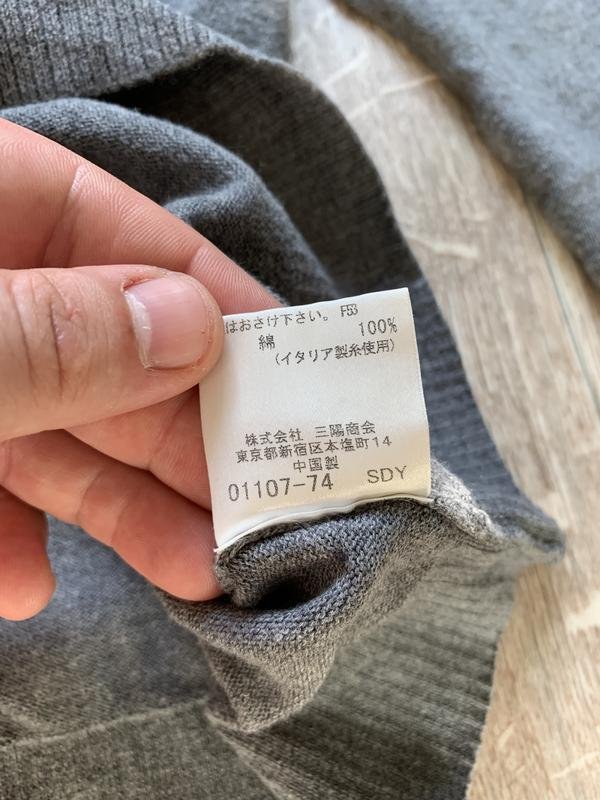 はおさけ下さい。 F53
綿 100%
(イタリア製糸使用)
株式会社 三陽商会
東京都新宿区本塩町14
中国製
01107-74 SDY